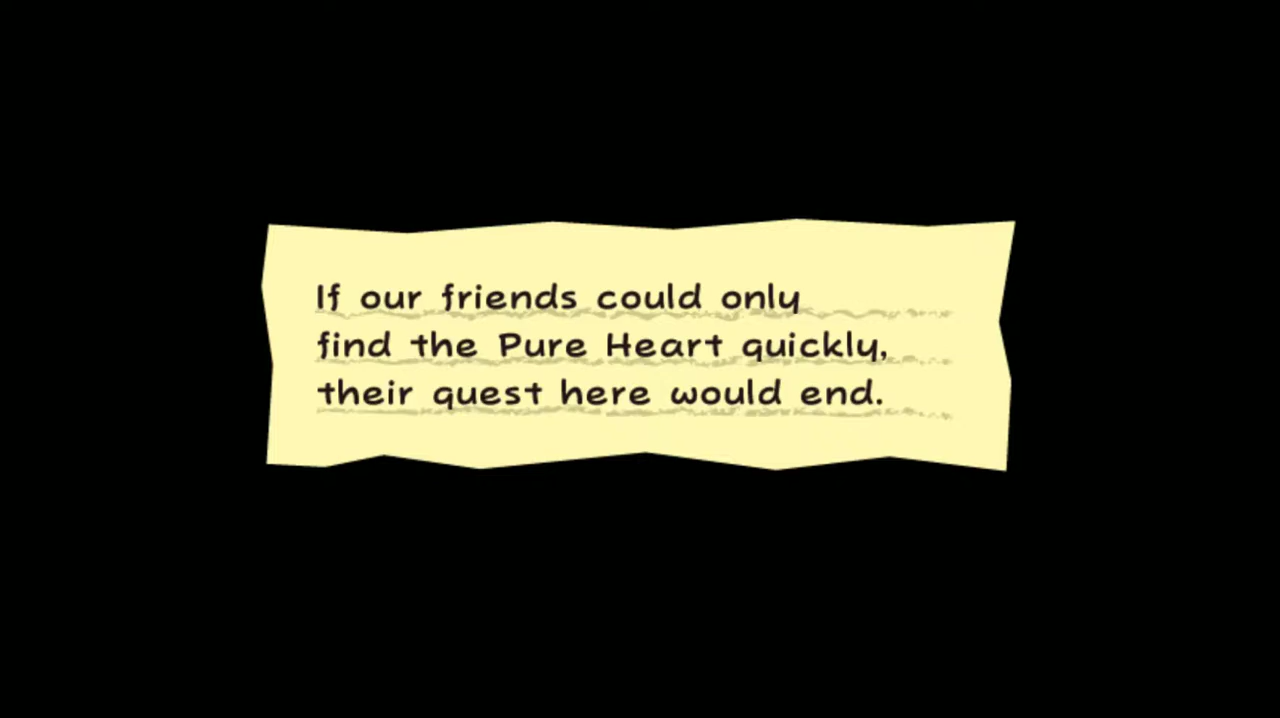 If our friends could only
find the Pure Heart quickly,
their quest here would end.